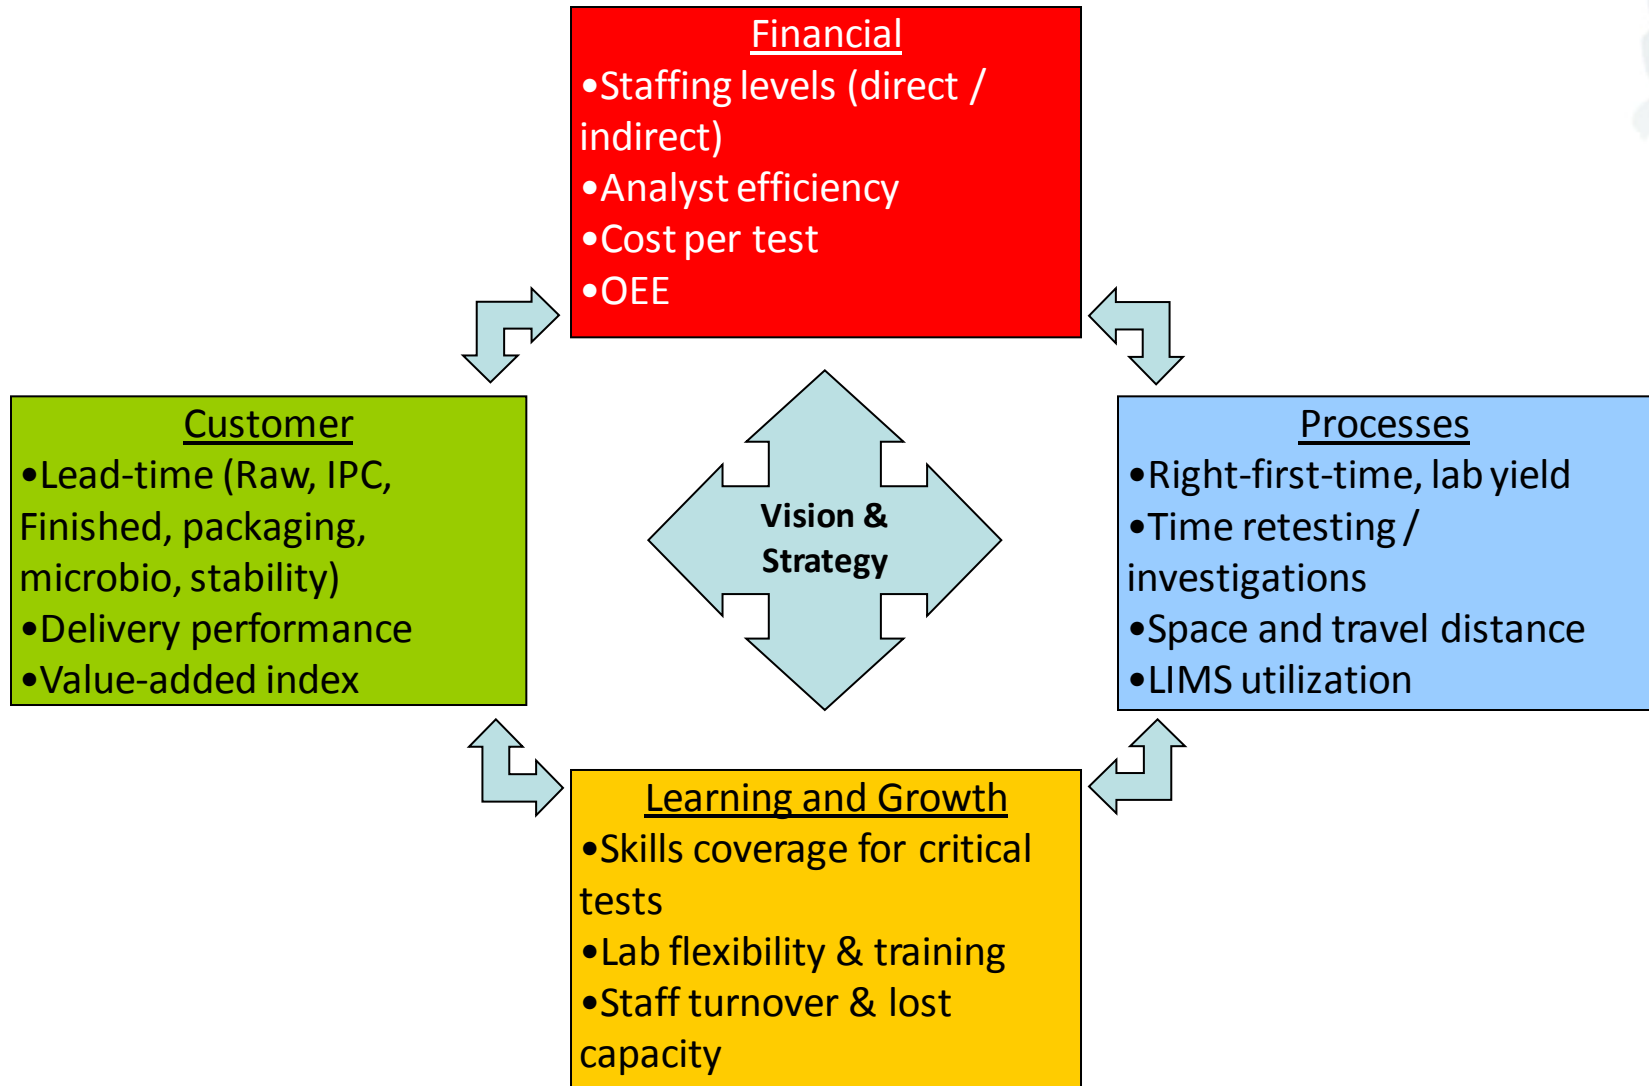 Financial
•Staffing levels (direct /
indirect)
•Analyst efficiency
•Cost per test
•OEE
Customer
•Lead-time (Raw, IPC,
Finished, packaging,
microbio, stability)
•Delivery performance
•Value-added index
Vision &
Strategy
Processes
•Right-first-time, lab yield
•Time retesting /
investigations
•Space and travel distance
•LIMS utilization
Learning and Growth
•Skills coverage for critical
tests
•Lab flexibility & training
•Staff turnover & lost
capacity